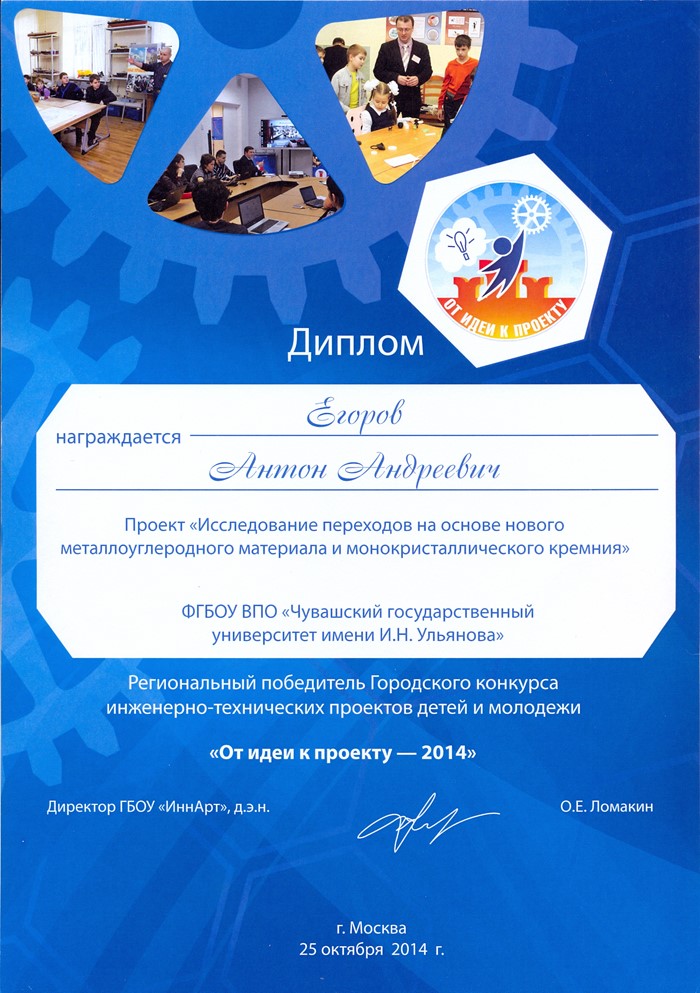 ОТ ИДЕИ К ПРОЕКТУ
Диплом
Егоров
награждается
Антон Андреевич
Проект «Исследование переходов на основе нового
металлоуглеродного материала и монокристаллического кремния»
ФГБОУ ВПО «Чувашский государственный
университет имени И.Н. Ульянова»
Региональный победитель Городского конкурса
инженерно-технических проектов детей и молодежи
«От идеи к проекту — 2014»
Директор ГБОУ «ИннАрт», д.э.н. О.Е. Ломакин
г. Москва
25 октября 2014 г.